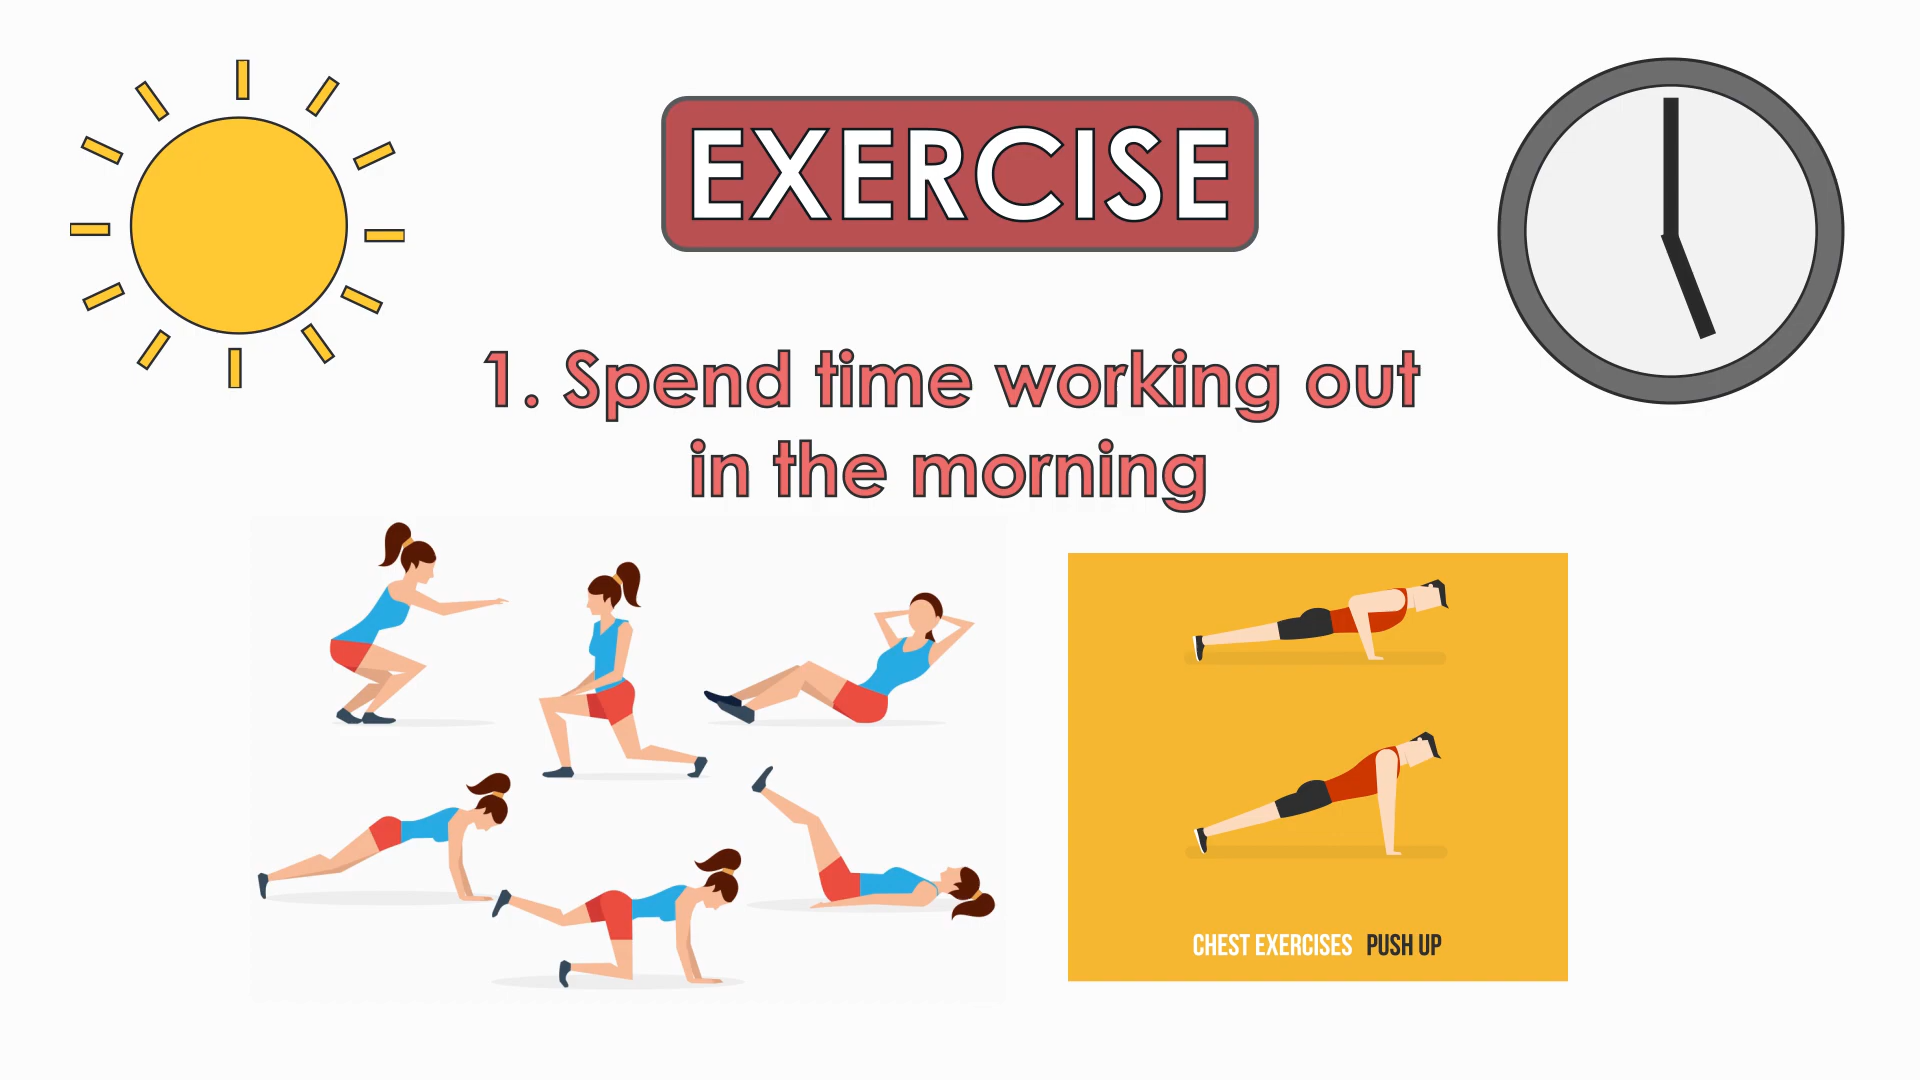 EXERCISE
1. Spend time working out
in the morning
CHEST EXERCISES PUSH UP